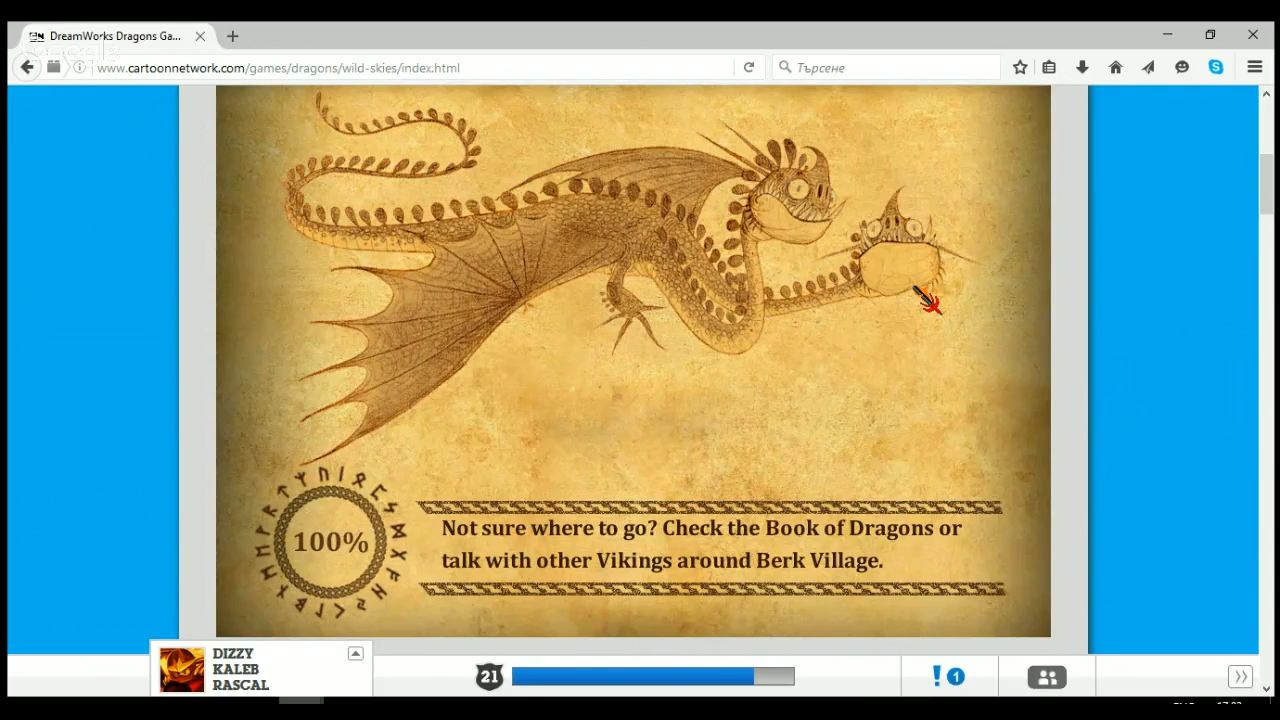 DreamWorks Dragons Ga...
www.cartoonnetwork.com/games/dragons/wild-skies/index.html
Търсене
100%
Not sure where to go? Check the Book of Dragons or
talk with other Vikings around Berk Village.
DIZZY
KALEB
RASCAL
21
1